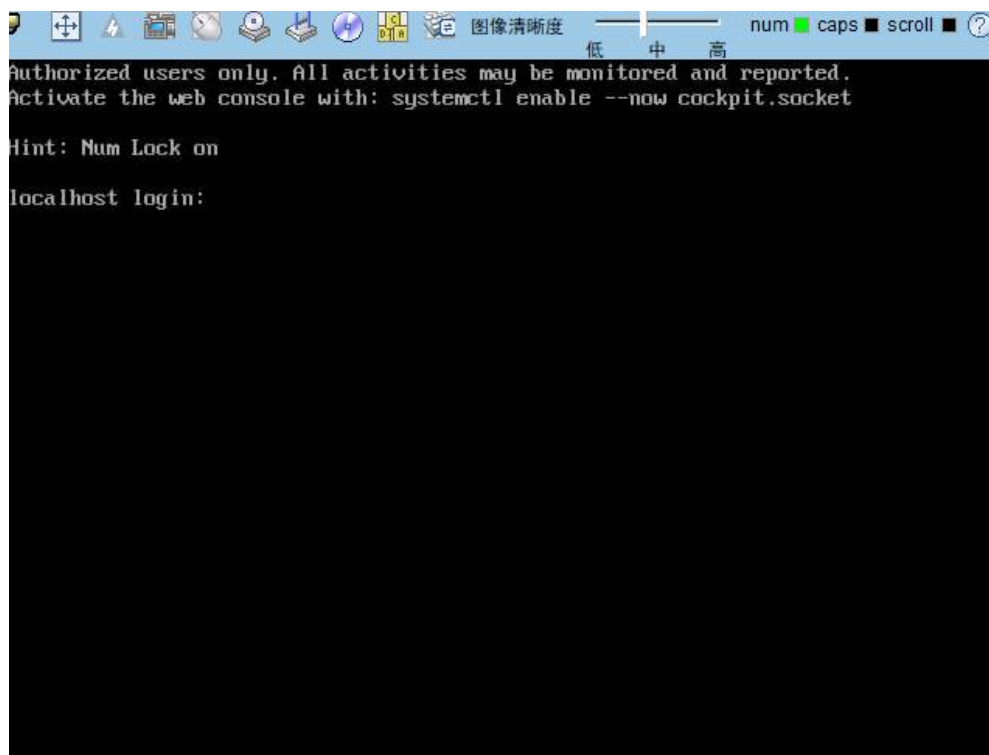 图像清晰度 num caps scroll ?
低 中 高
Authorized users only. All activities may be monitored and reported.
Activate the web console with: systemctl enable --now cockpit.socket
Hint: Num Lock on
localhost login: